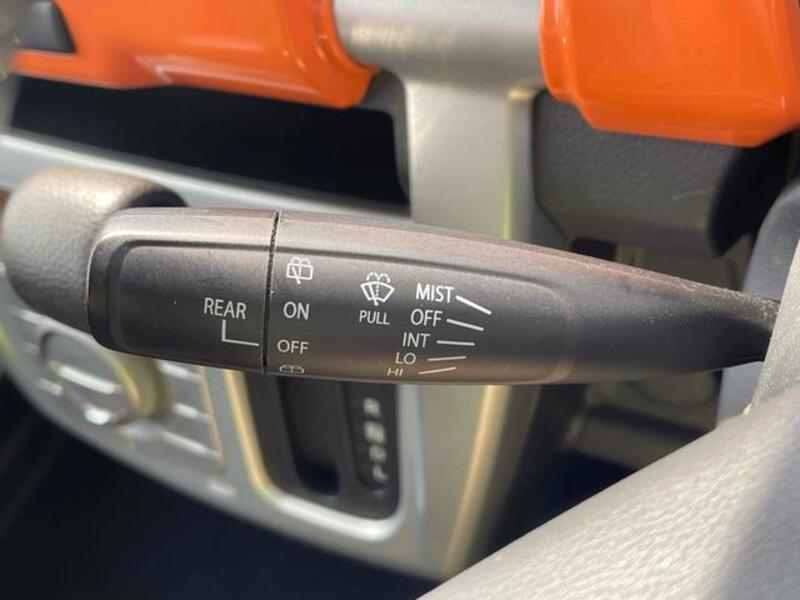 REAR
ON
OFF
PULL
MIST
OFF
INT
LO
HI